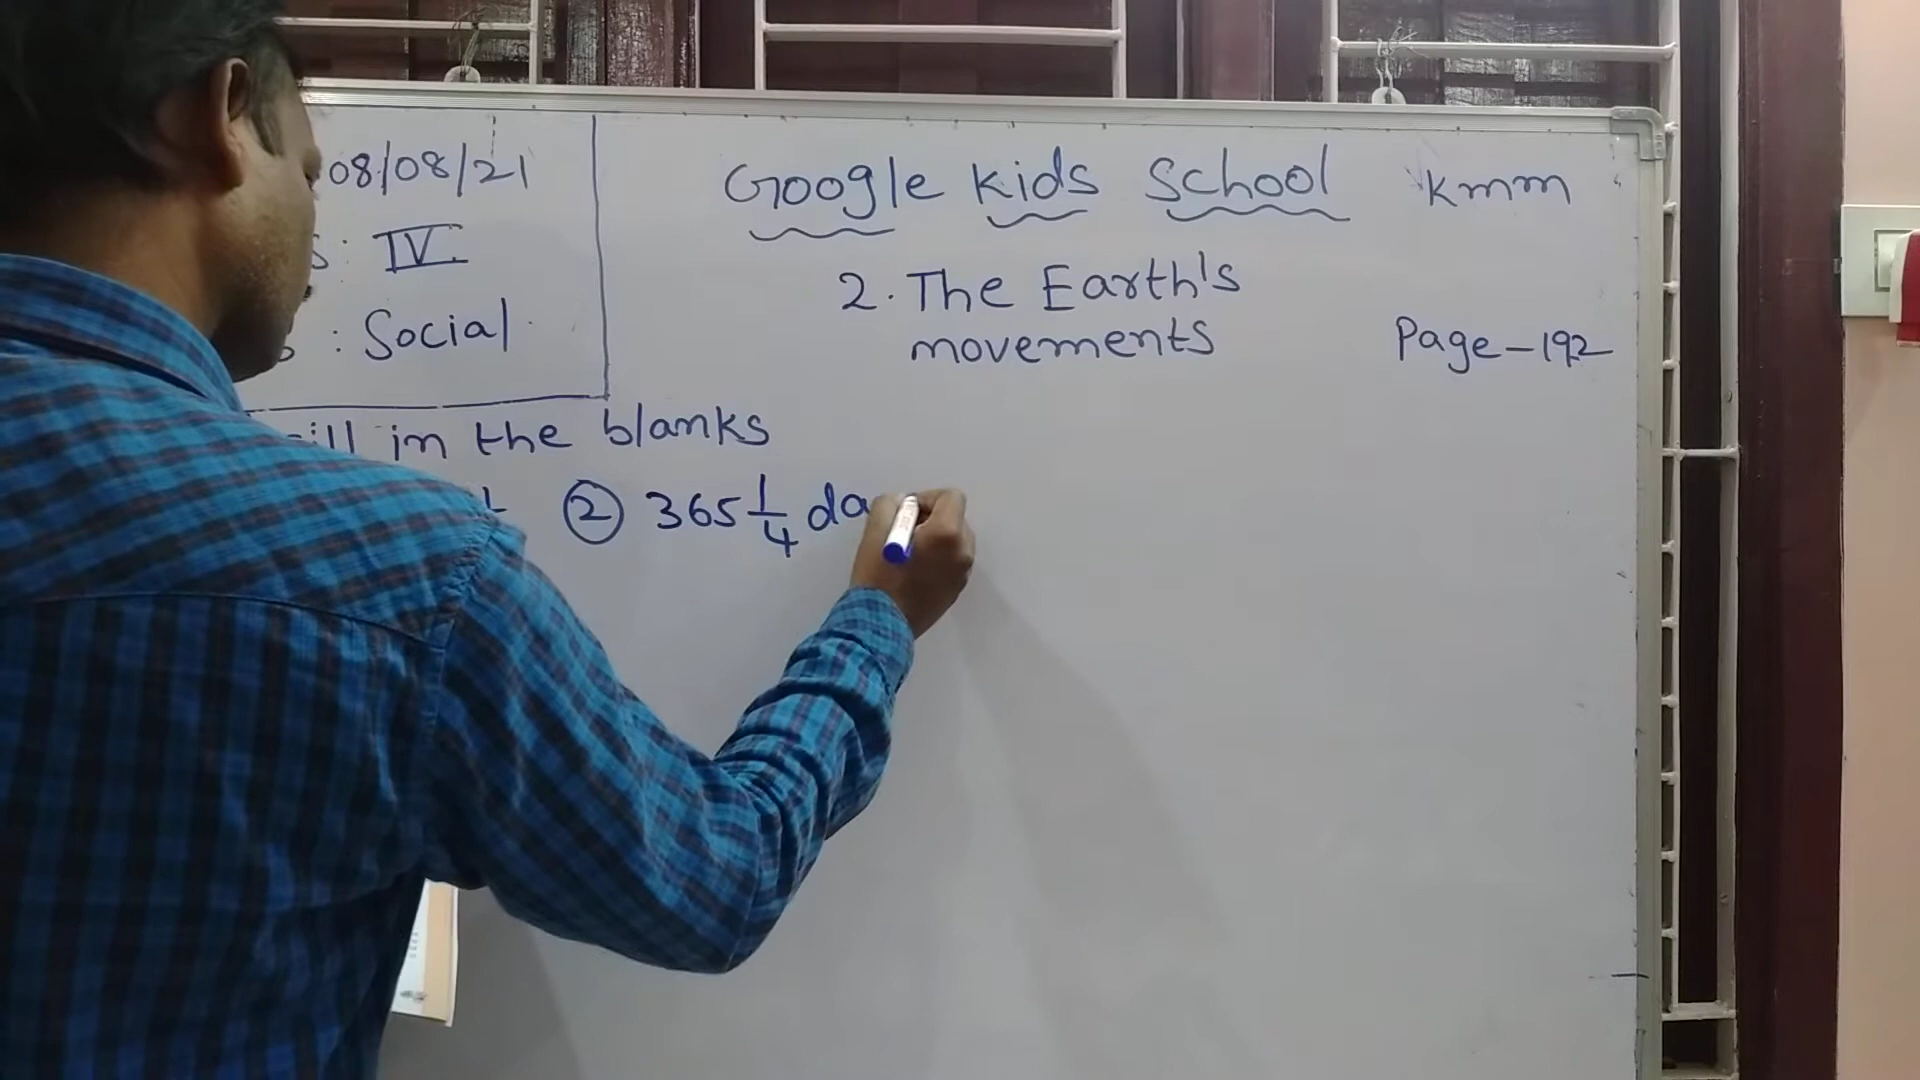 08/08/21
Google Kids School Kmm
: IV.
2. The Earth's
: Social
movements
Page-192
in the blanks
② 365 1/4 da